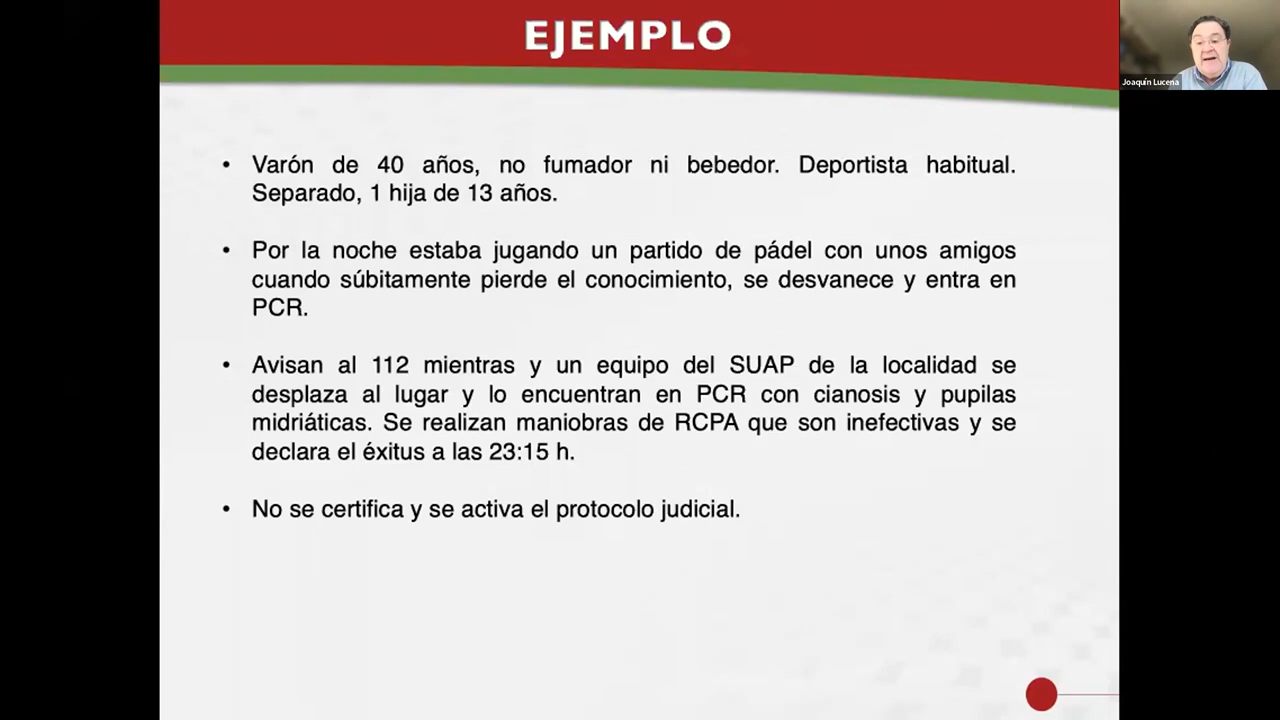 EJEMPLO
Joaquín Lucena
• Varón de 40 años, no fumador ni bebedor. Deportista habitual.
Separado, 1 hija de 13 años.
• Por la noche estaba jugando un partido de pádel con unos amigos
cuando súbitamente pierde el conocimiento, se desvanece y entra en
PCR.
• Avisan al 112 mientras y un equipo del SUAP de la localidad se
desplaza al lugar y lo encuentran en PCR con cianosis y pupilas
midriáticas. Se realizan maniobras de RCPA que son inefectivas y se
declara el éxitus a las 23:15 h.
• No se certifica y se activa el protocolo judicial.